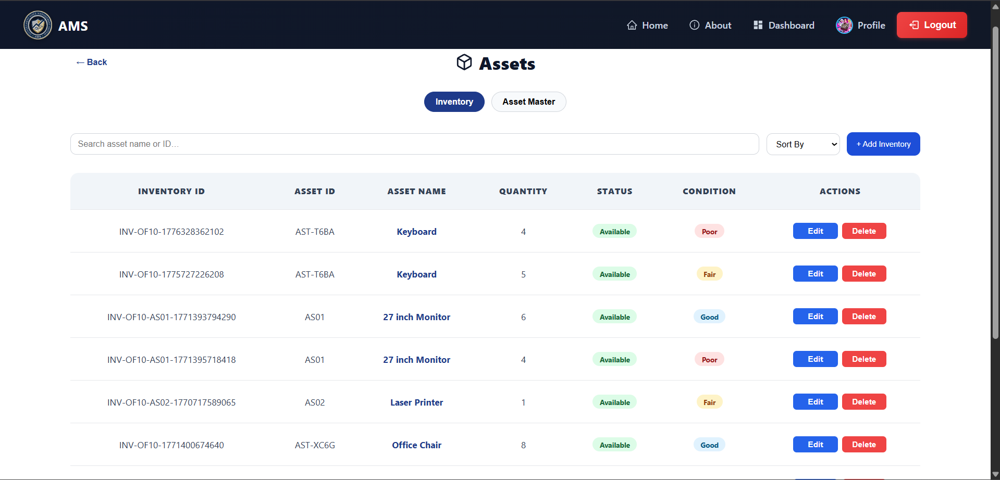 AMS
Home
About
Dashboard
Profile
Logout
← Back
Assets
Inventory
Asset Master
Search asset name or ID...
Sort By
+ Add Inventory
INVENTORY ID ASSET ID ASSET NAME QUANTITY STATUS CONDITION ACTIONS
INV-OF10-1776328362102 AST-T6BA Keyboard 4 Available Poor Edit Delete
INV-OF10-1775727226208 AST-T6BA Keyboard 5 Available Fair Edit Delete
INV-OF10-AS01-1771393794290 AS01 27 inch Monitor 6 Available Good Edit Delete
INV-OF10-AS01-1771395718418 AS01 27 inch Monitor 4 Available Poor Edit Delete
INV-OF10-AS02-1770717589065 AS02 Laser Printer 1 Available Fair Edit Delete
INV-OF10-1771400674640 AST-XC6G Office Chair 8 Available Good Edit Delete